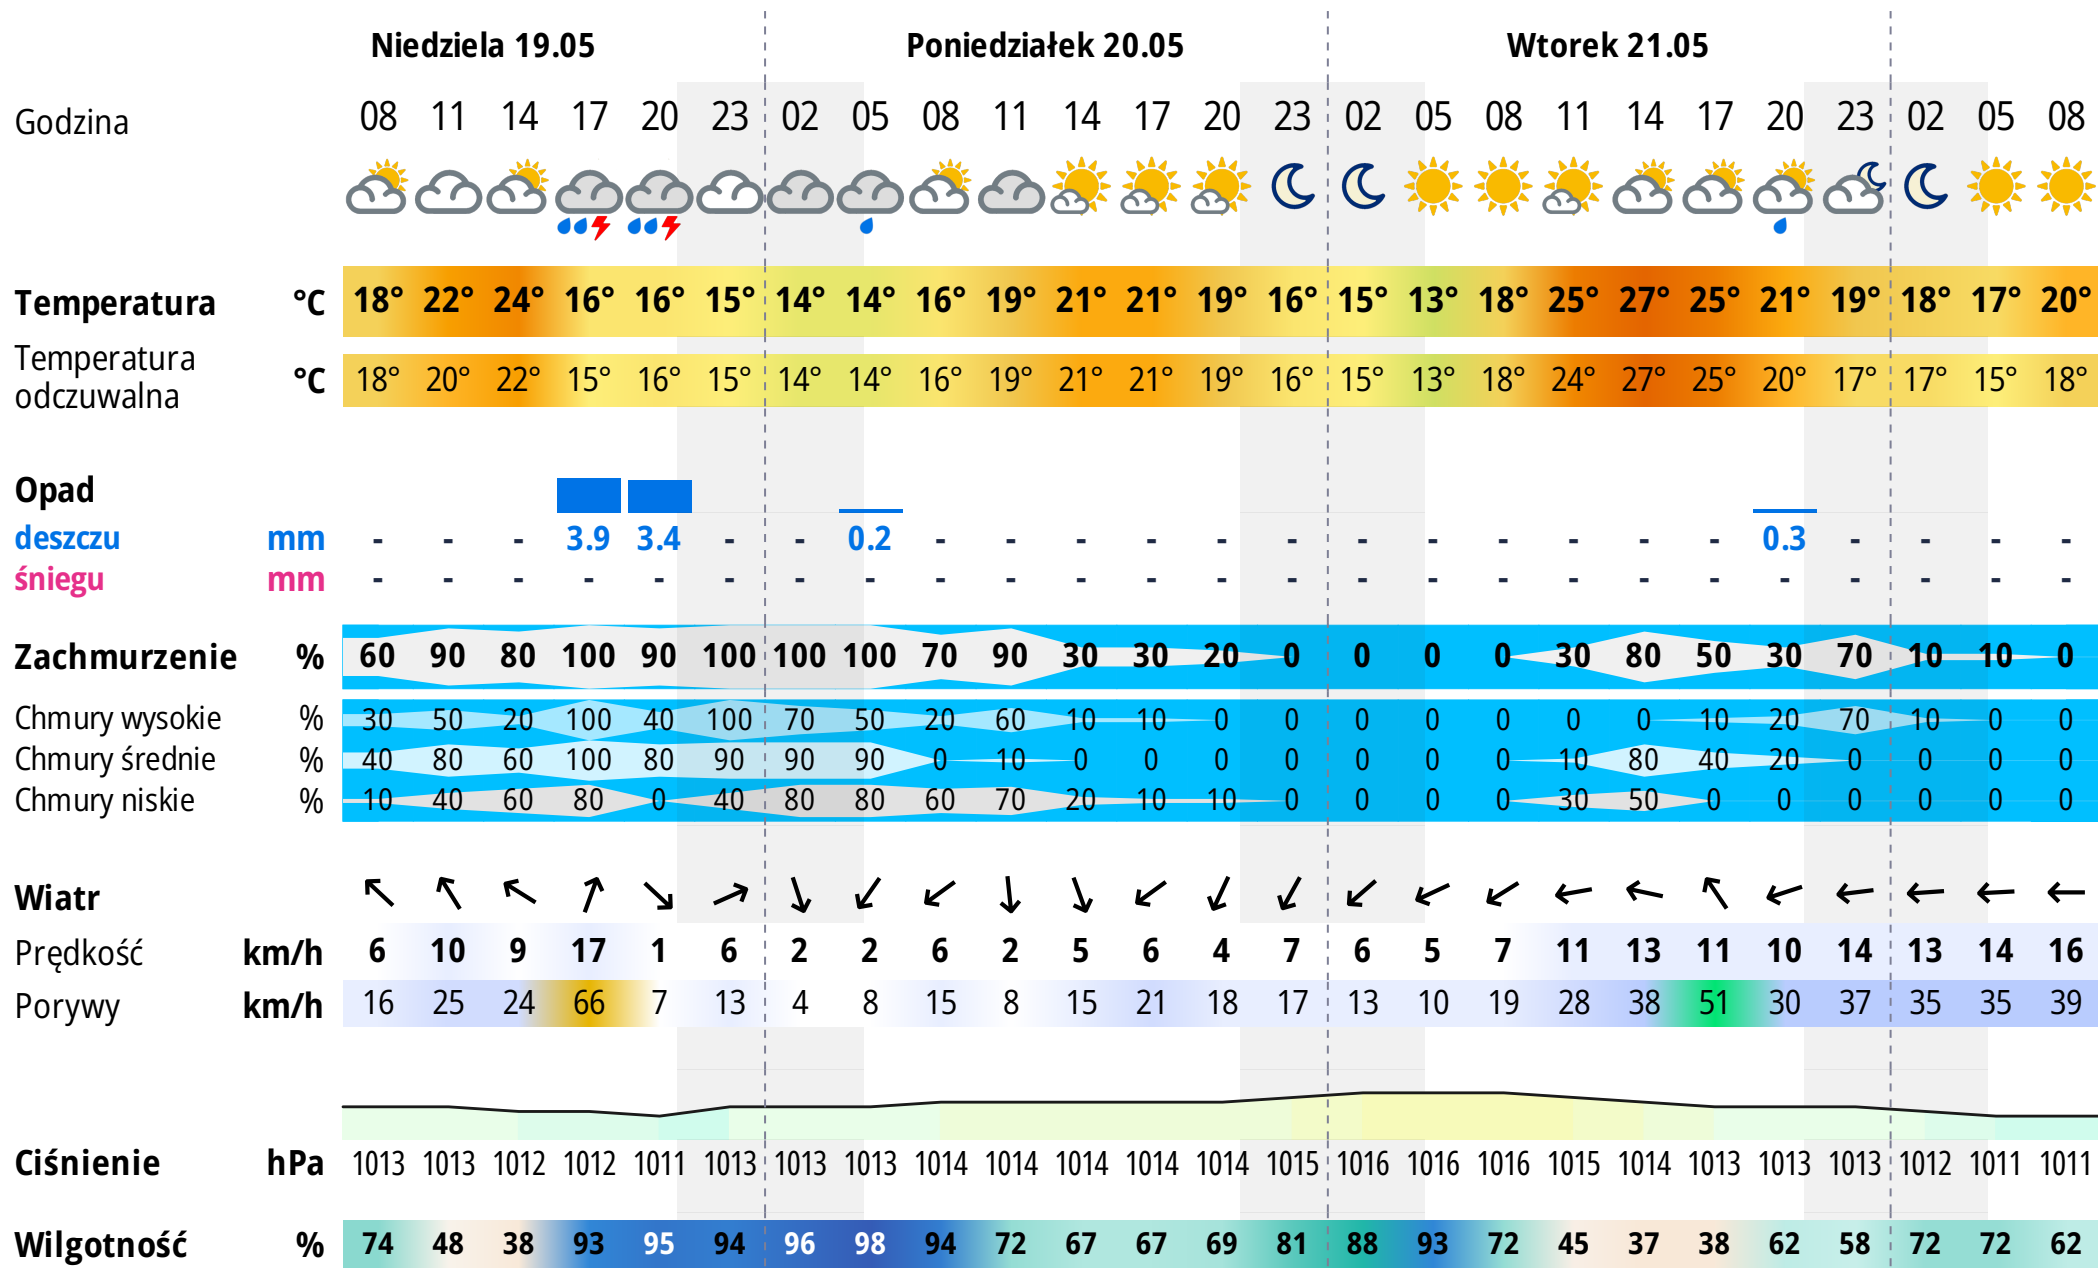 Niedziela 19.05 Poniedziałek 20.05 Wtorek 21.05
Godzina 08 11 14 17 20 23 02 05 08 11 14 17 20 23 02 05 08 11 14 17 20 23 02 05 08
Temperatura °C 18° 22° 24° 16° 16° 15° 14° 14° 16° 19° 21° 21° 19° 16° 15° 13° 18° 25° 27° 25° 21° 19° 18° 17° 20°
Temperatura
odczuwalna °C 18° 20° 22° 15° 16° 15° 14° 14° 16° 19° 21° 21° 19° 16° 15° 13° 18° 24° 27° 25° 20° 17° 17° 15° 18°
Opad
deszczu mm - - - 3.9 3.4 - - 0.2 - - - - - - - - - - - - 0.3 - - - -
śniegu mm - - - - - - - - - - - - - - - - - - - - - - - - -
Zachmurzenie % 60 90 80 100 90 100 100 100 70 90 30 30 20 0 0 0 0 30 80 50 30 70 10 10 0
Chmury wysokie % 30 50 20 100 40 100 70 50 20 60 10 10 0 0 0 0 0 0 0 10 20 70 10 0 0
Chmury średnie % 40 80 60 100 80 90 90 90 0 10 0 0 0 0 0 0 0 10 80 40 20 0 0 0 0
Chmury niskie % 10 40 60 80 0 40 80 80 60 70 20 10 10 0 0 0 0 30 50 0 0 0 0 0 0
Wiatr
Prędkość km/h 6 10 9 17 1 6 2 2 6 2 5 6 4 7 6 5 7 11 13 11 10 14 13 14 16
Porywy km/h 16 25 24 66 7 13 4 8 15 8 15 21 18 17 13 10 19 28 38 51 30 37 35 35 39
Ciśnienie hPa 1013 1013 1012 1012 1011 1013 1013 1013 1014 1014 1014 1014 1014 1015 1016 1016 1016 1015 1014 1013 1013 1013 1012 1011 1011
Wilgotność % 74 48 38 93 95 94 96 98 94 72 67 67 69 81 88 93 72 45 37 38 62 58 72 72 62